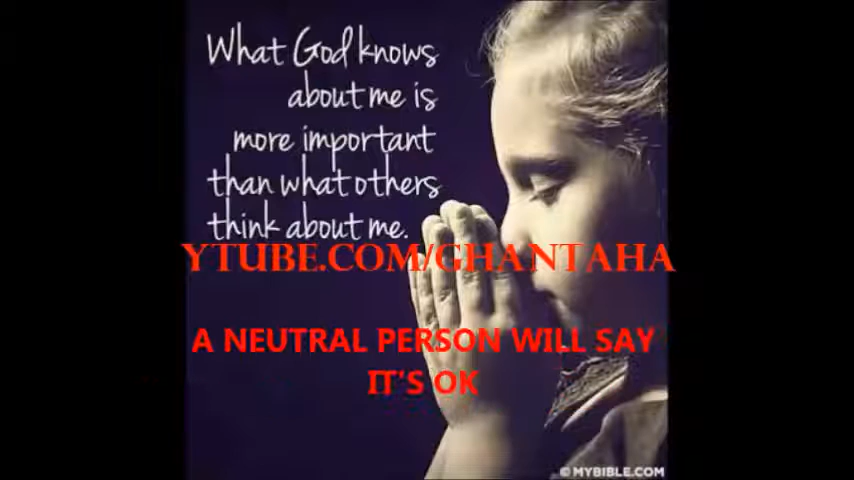 What God knows
about me is
more important
than what others
think about me.
YTUBE.COM/GHANTAHA
A NEUTRAL PERSON WILL SAY
IT'S OK
© MYBIBLE.COM